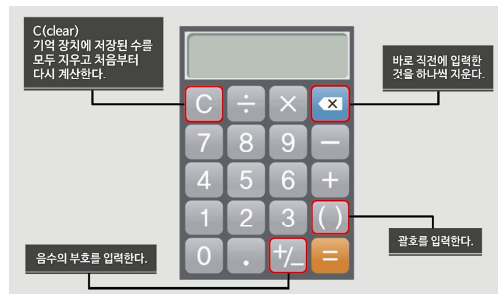 C(clear)
기억 장치에 저장된 수를
모두 지우고 처음부터
다시 계산한다.
바로 직전에 입력한
것을 하나씩 지운다.
C ÷ × ⌫
7 8 9 −
4 5 6 +
1 2 3 ( )
0 . +/− =
괄호를 입력한다.
음수의 부호를 입력한다.